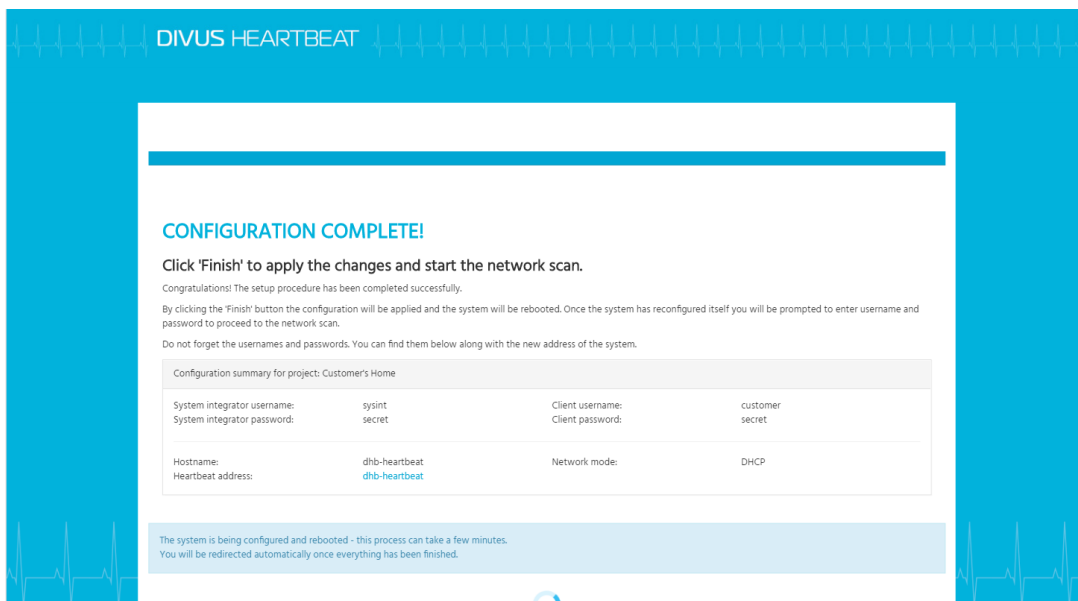 DIVUS HEARTBEAT
CONFIGURATION COMPLETE!
Click 'Finish' to apply the changes and start the network scan.
Congratulations! The setup procedure has been completed successfully.
By clicking the 'Finish' button the configuration will be applied and the system will be rebooted. Once the system has reconfigured itself you will be prompted to enter username and
password to proceed to the network scan.
Do not forget the usernames and passwords. You can find them below along with the new address of the system.
Configuration summary for project: Customer's Home
System integrator username: sysint Client username: customer
System integrator password: secret Client password: secret
Hostname: dhb-heartbeat Network mode: DHCP
Heartbeat address: dhb-heartbeat
The system is being configured and rebooted - this process can take a few minutes.
You will be redirected automatically once everything has been finished.